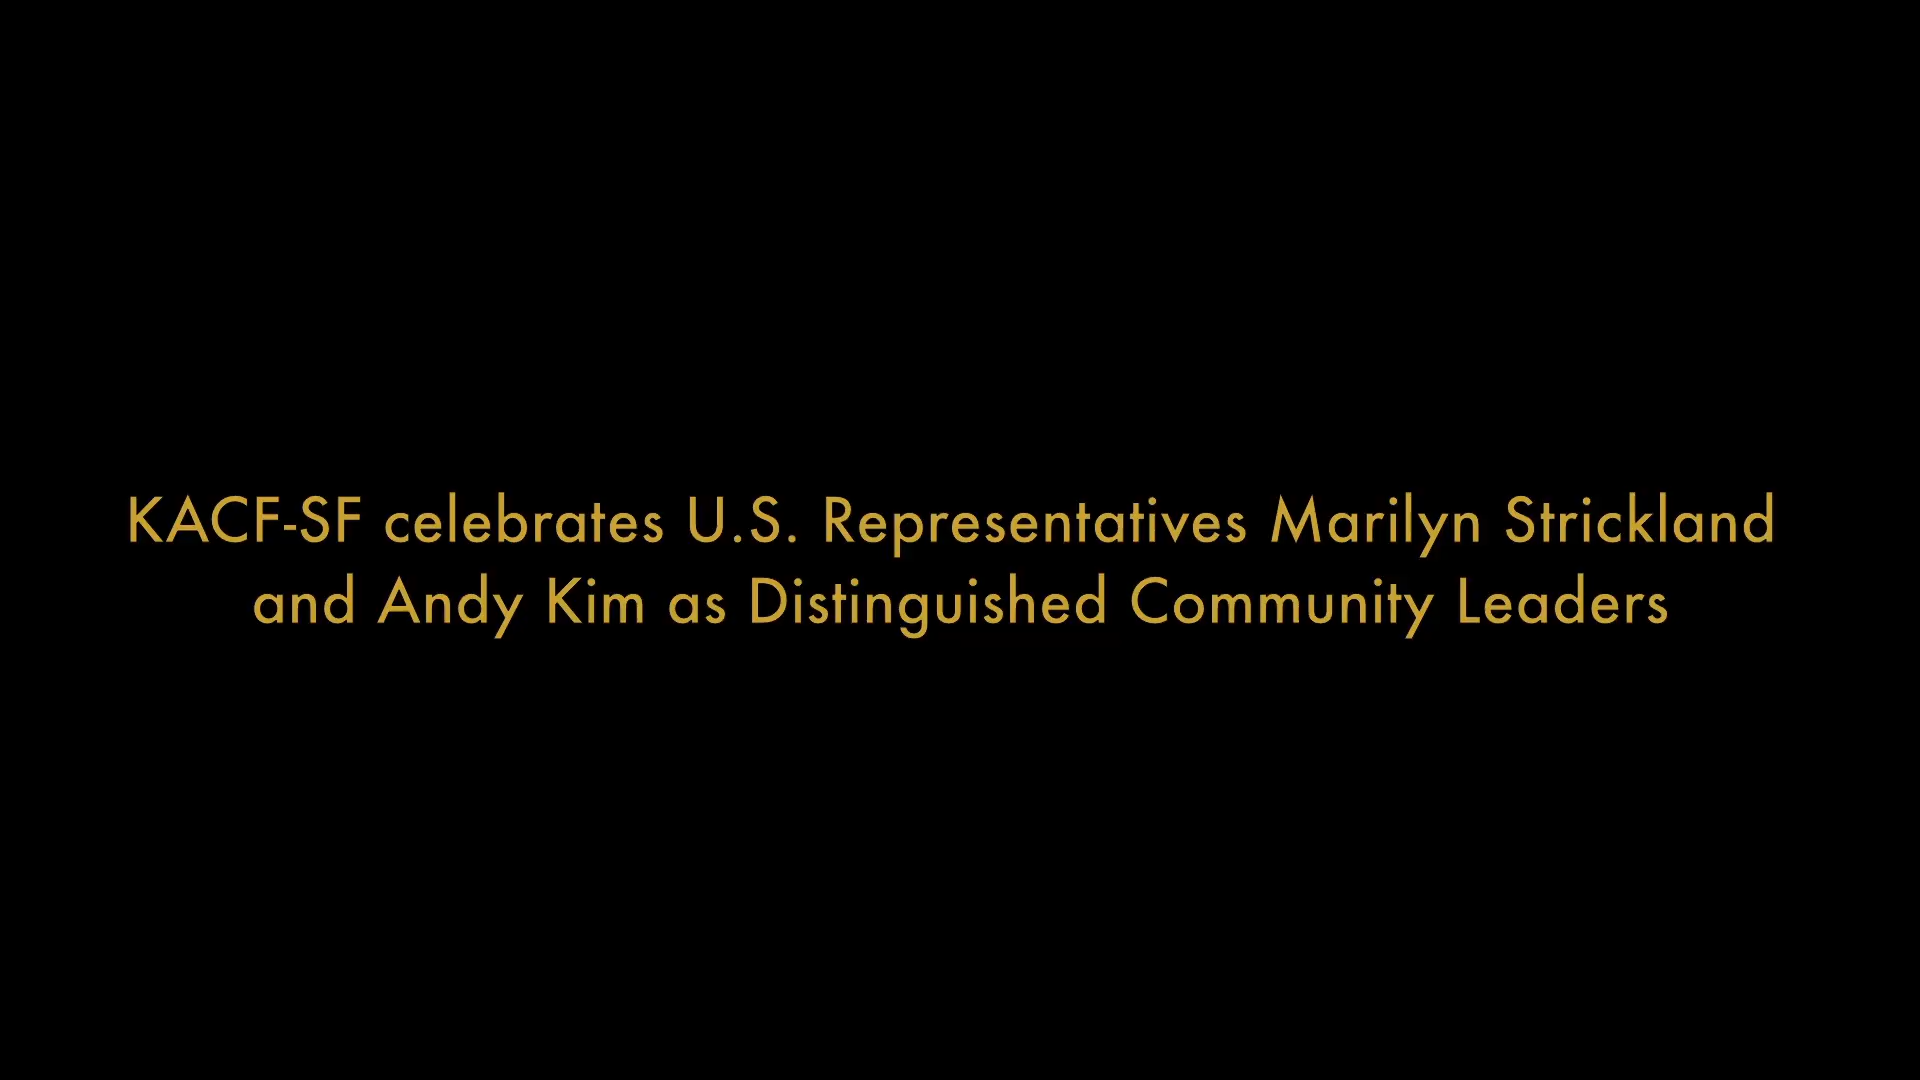 KACF-SF celebrates U.S. Representatives Marilyn Strickland
and Andy Kim as Distinguished Community Leaders